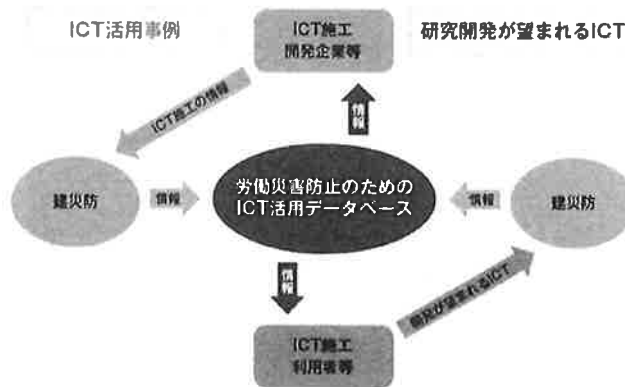 ICT活用事例
ICT施工
開発企業等
研究開発が望まれるICT
ICT施工の情報
情報
建災防
情報
労働災害防止のための
ICT活用データベース
情報
建災防
情報
開発が望まれるICT
ICT施工
利用者等